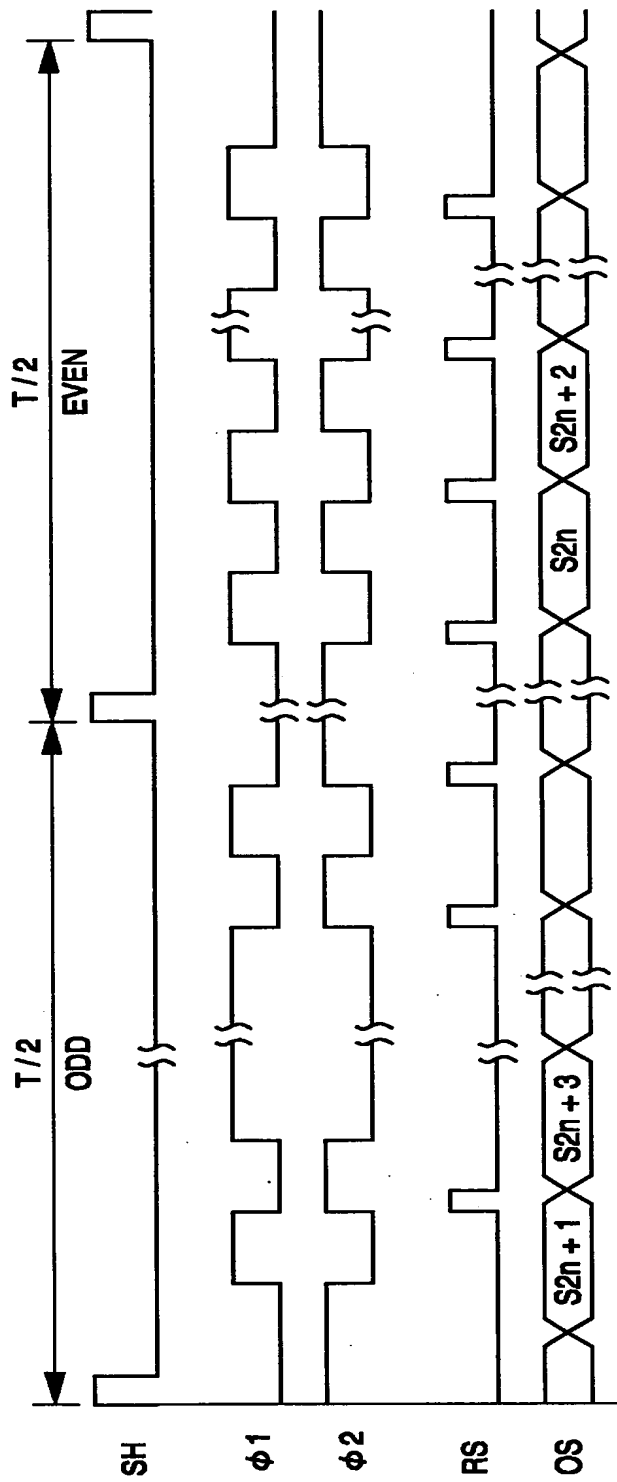 T/2
ODD
T/2
EVEN
SH
ϕ1
ϕ2
RS
OS
S2n+1
S2n+3
S2n
S2n+2